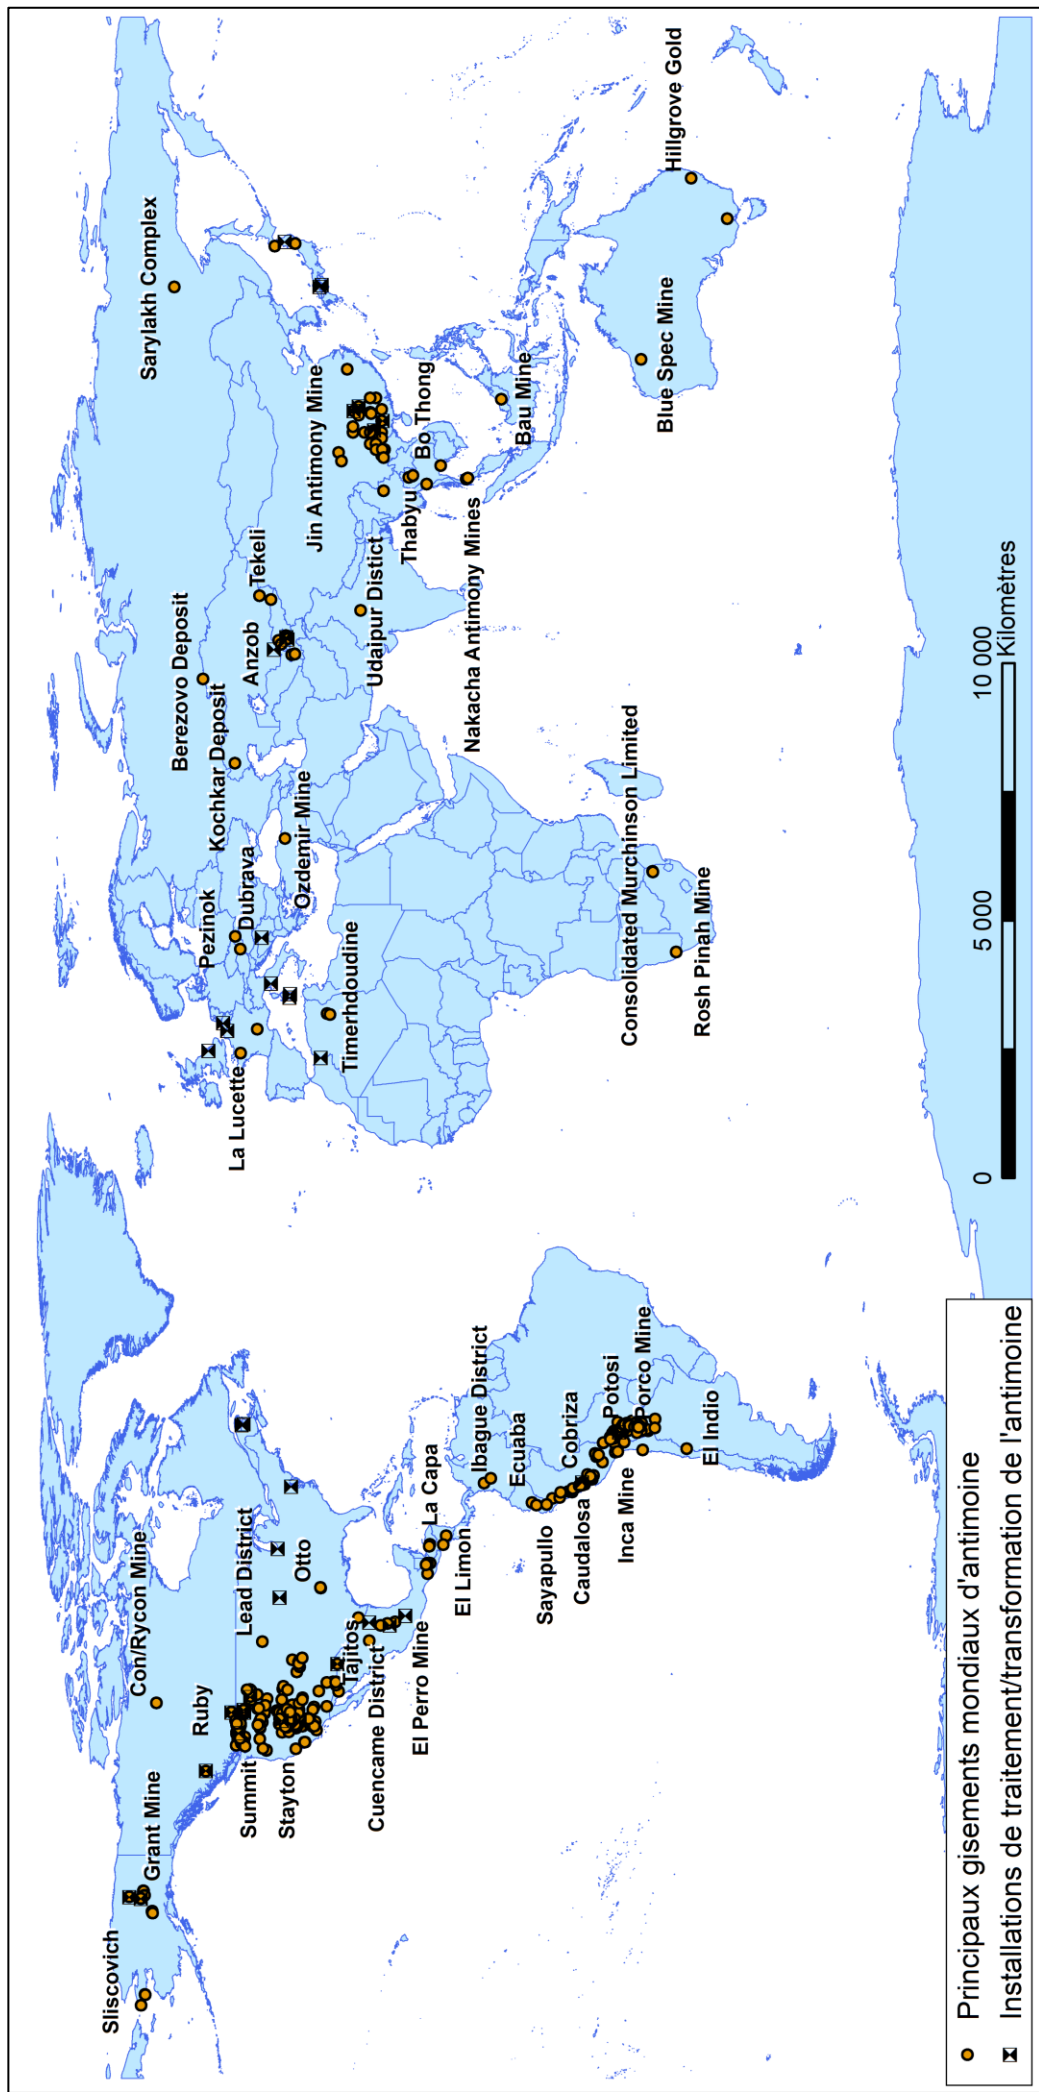 Sliscovich
Grant Mine
Con/Rycon Mine
Ruby
Summit
Stayton
Lead District
Otto
Tajitos
Cuencame District
El Perro Mine
La Capa
El Limon
Ibague District
Ecuaba
Sayapullo
Cobriza
Caudalosa
Potosi
Porco Mine
Inca Mine
El Indio
La Lucette
Pezinok
Dubrava
Timerhdoudine
Ozdemir Mine
Kochkar Deposit
Berezovo Deposit
Anzob
Tekeli
Sarylakh Complex
Jin Antimony Mine
Udaipur Distict
Thabyu
Bo Thong
Nakacha Antimony Mines
Bau Mine
Consolidated Murchinson Limited
Rosh Pinah Mine
Blue Spec Mine
Hillgrove Gold
0 5 000 10 000
Kilomètres
Principaux gisements mondiaux d'antimoine
Installations de traitement/transformation de l'antimoine